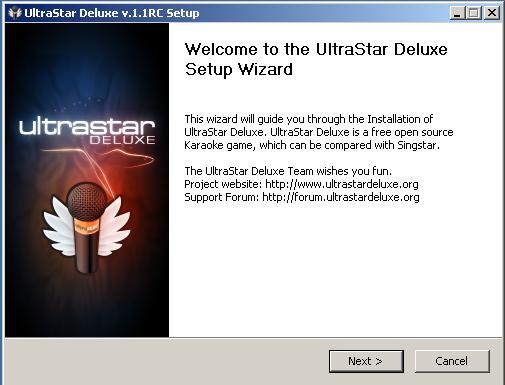 UltraStar Deluxe v.1.1RC Setup
ultrastar
DELUXE
Welcome to the UltraStar Deluxe
Setup Wizard
This wizard will guide you through the Installation of
UltraStar Deluxe. UltraStar Deluxe is a free open source
Karaoke game, which can be compared with Singstar.
The UltraStar Deluxe Team wishes you fun.
Project website: http://www.ultrastardeluxe.org
Support Forum: http://forum.ultrastardeluxe.org
Next >
Cancel